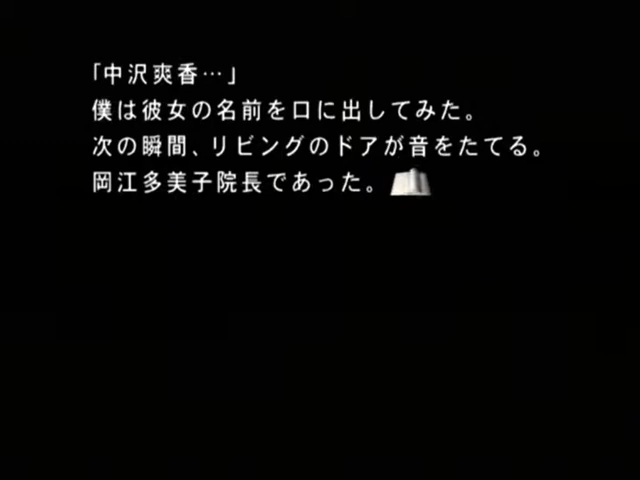 「中沢爽香…」
僕は彼女の名前を口に出してみた。
次の瞬間、リビングのドアが音をたてる。
岡江多美子院長であった。